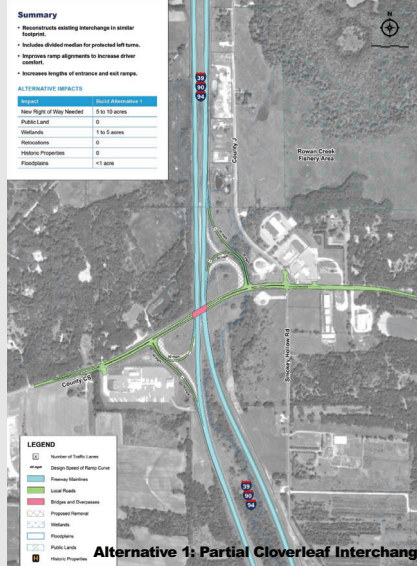 Summary
• Reconstructs existing interchange in similar
footprint.
• Includes divided median for protected left-turns.
• Improves ramp alignments to increase driver
comfort.
• Increases lengths of entrance and exit ramps.
ALTERNATIVE IMPACTS
Impact Build Alternative 1
New Right of Way Needed 5 to 10 acres
Public Land 0
Wetlands 1 to 5 acres
Relocations 0
Historic Properties 0
Floodplains <1 acre
N
39
90
94
County J
Rowan Creek
Fishery Area
County CS
Smokey Hollow Rd
39
90
94
LEGEND
Number of Traffic Lanes
Design Speed of Ramp Curve
Freeway Mainlines
Local Roads
Bridges and Overpasses
Proposed Removal
Wetlands
Floodplains
Public Lands
H Historic Properties
Alternative 1: Partial Cloverleaf Interchang